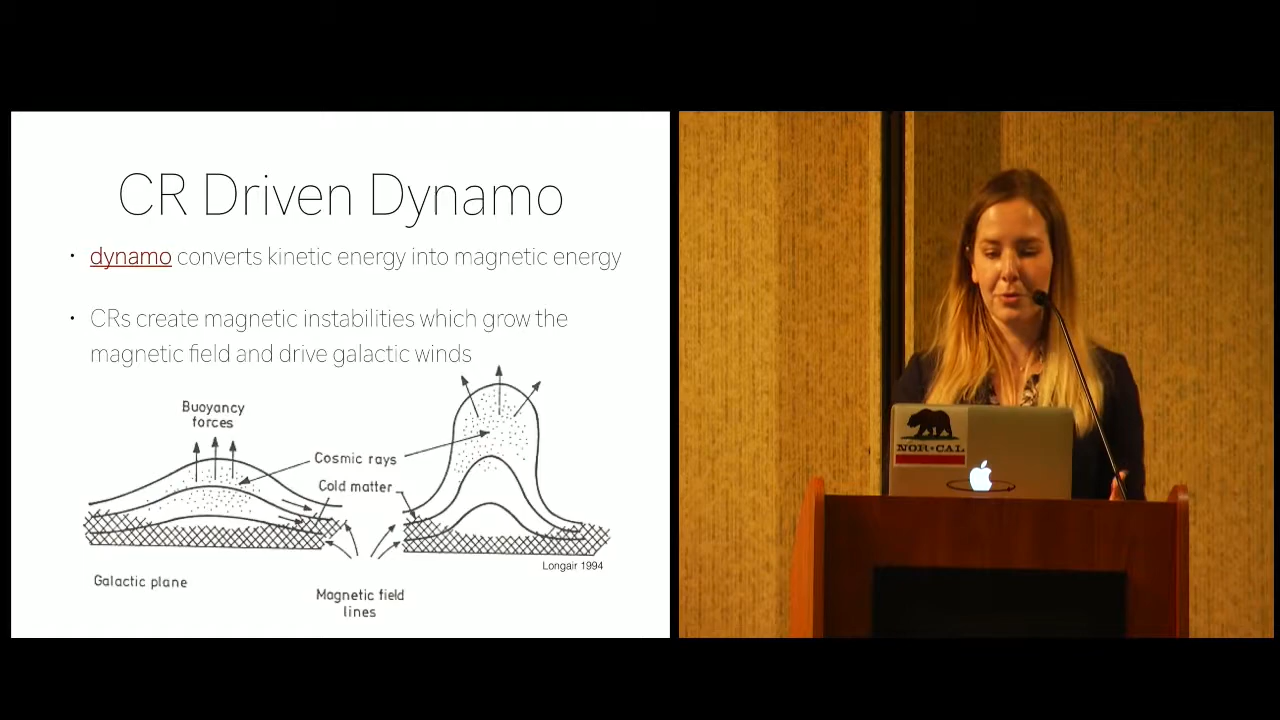 CR Driven Dynamo
• dynamo converts kinetic energy into magnetic energy
• CRs create magnetic instabilities which grow the
magnetic field and drive galactic winds
Buoyancy
forces
Cosmic rays
Cold matter
Longair 1994
Galactic plane
Magnetic field
lines
NOR•CAL